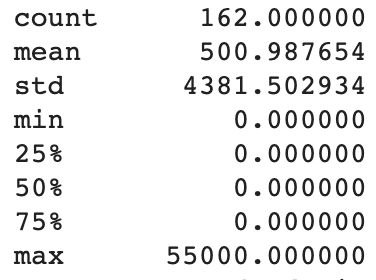 count 162.000000
mean 500.987654
std 4381.502934
min 0.000000
25% 0.000000
50% 0.000000
75% 0.000000
max 55000.000000